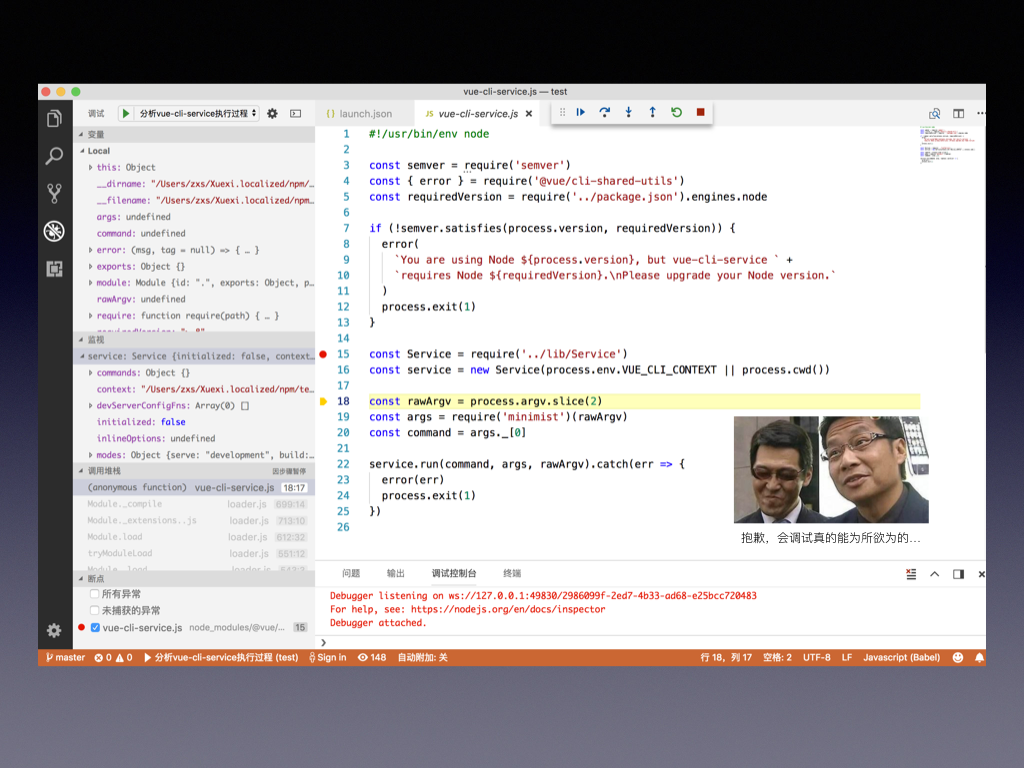 vue-cli-service.js — test
调试
分析vue-cli-service执行过程
变量
Local
this: Object
__dirname: "/Users/zxs/Xuexi.localized/npm/…
__filename: "/Users/zxs/Xuexi.localized/npm…
args: undefined
command: undefined
error: (msg, tag = null) => { … }
exports: Object {}
module: Module {id: ".", exports: Object, p…
rawArgv: undefined
require: function require(path) { … }
监视
service: Service {initialized: false, context…
commands: Object {}
context: "/Users/zxs/Xuexi.localized/npm/te…
devServerConfigFns: Array(0) []
initialized: false
inlineOptions: undefined
modes: Object {serve: "development", build:…
调用堆栈 因步骤暂停
(anonymous function) vue-cli-service.js 18:17
Module._compile loader.js 699:14
Module._extensions..js loader.js 713:10
Module.load loader.js 612:32
tryModuleLoad loader.js 551:12
Module._load loader.js 543:3
断点
所有异常
未捕获的异常
vue-cli-service.js node_modules/@vue/… 15
{ } launch.json
JS vue-cli-service.js ×
1 #!/usr/bin/env node
2
3 const semver = require('semver')
4 const { error } = require('@vue/cli-shared-utils')
5 const requiredVersion = require('../package.json').engines.node
6
7 if (!semver.satisfies(process.version, requiredVersion)) {
8 error(
9 `You are using Node ${process.version}, but vue-cli-service ` +
10 `requires Node ${requiredVersion}.\nPlease upgrade your Node version.`
11 )
12 process.exit(1)
13 }
14
15 const Service = require('../lib/Service')
16 const service = new Service(process.env.VUE_CLI_CONTEXT || process.cwd())
17
18 const rawArgv = process.argv.slice(2)
19 const args = require('minimist')(rawArgv)
20 const command = args._[0]
21
22 service.run(command, args, rawArgv).catch(err => {
23 error(err)
24 process.exit(1)
25 })
26
抱歉，会调试真的能为所欲为的…
问题 输出 调试控制台 终端
Debugger listening on ws://127.0.0.1:49830/2986099f-2ed7-4b33-ad68-e25bcc720483
For help, see: https://nodejs.org/en/docs/inspector
Debugger attached.
master 0 0 分析vue-cli-service执行过程 (test) Sign in 148 自动附加: 关 行 18，列 17 空格: 2 UTF-8 LF Javascript (Babel)